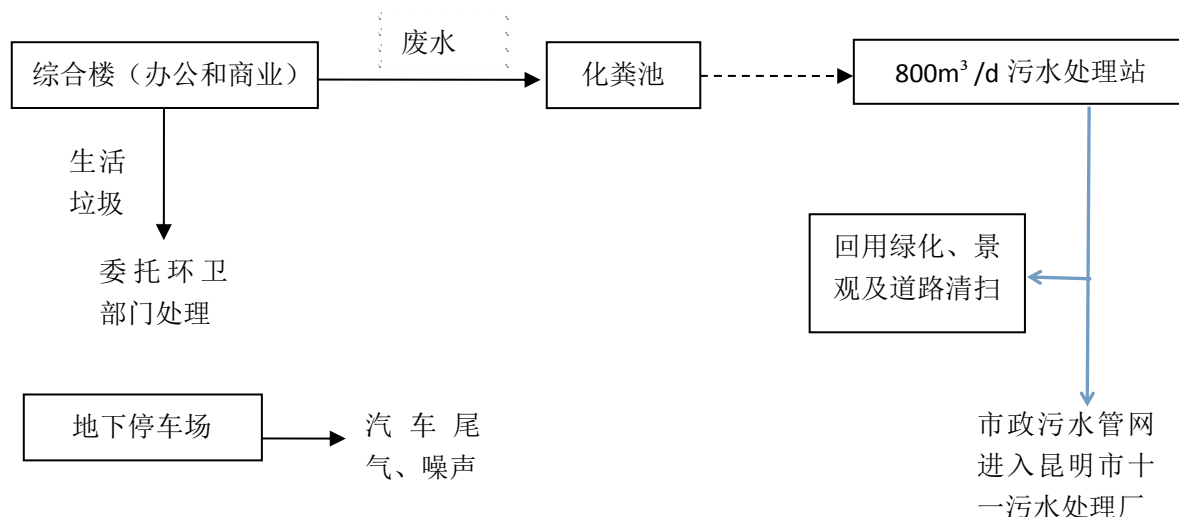 废水
综合楼（办公和商业）
化粪池
800m³ /d 污水处理站
生活
垃圾
委托环卫
部门处理
回用绿化、景
观及道路清扫
地下停车场
汽车尾
气、噪声
市政污水管网
进入昆明市十
一污水处理厂